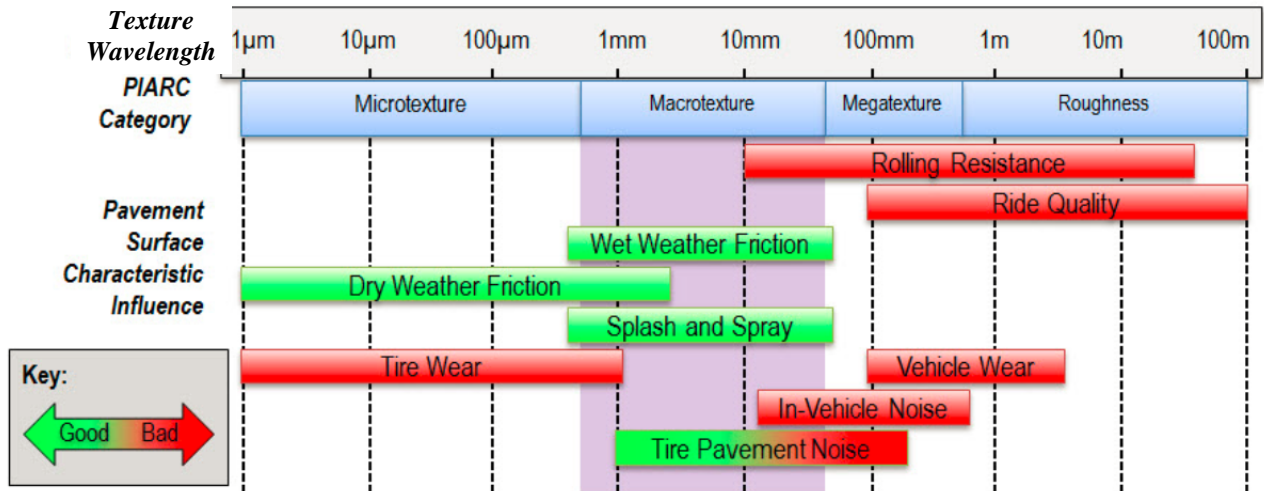 Texture
Wavelength
1µm 10µm 100µm 1mm 10mm 100mm 1m 10m 100m
PIARC
Category
Microtexture Macrotexture Megatexture Roughness
Rolling Resistance
Ride Quality
Pavement
Surface
Characteristic
Influence
Wet Weather Friction
Dry Weather Friction
Splash and Spray
Tire Wear Vehicle Wear
In-Vehicle Noise
Tire Pavement Noise
Key:
Good Bad